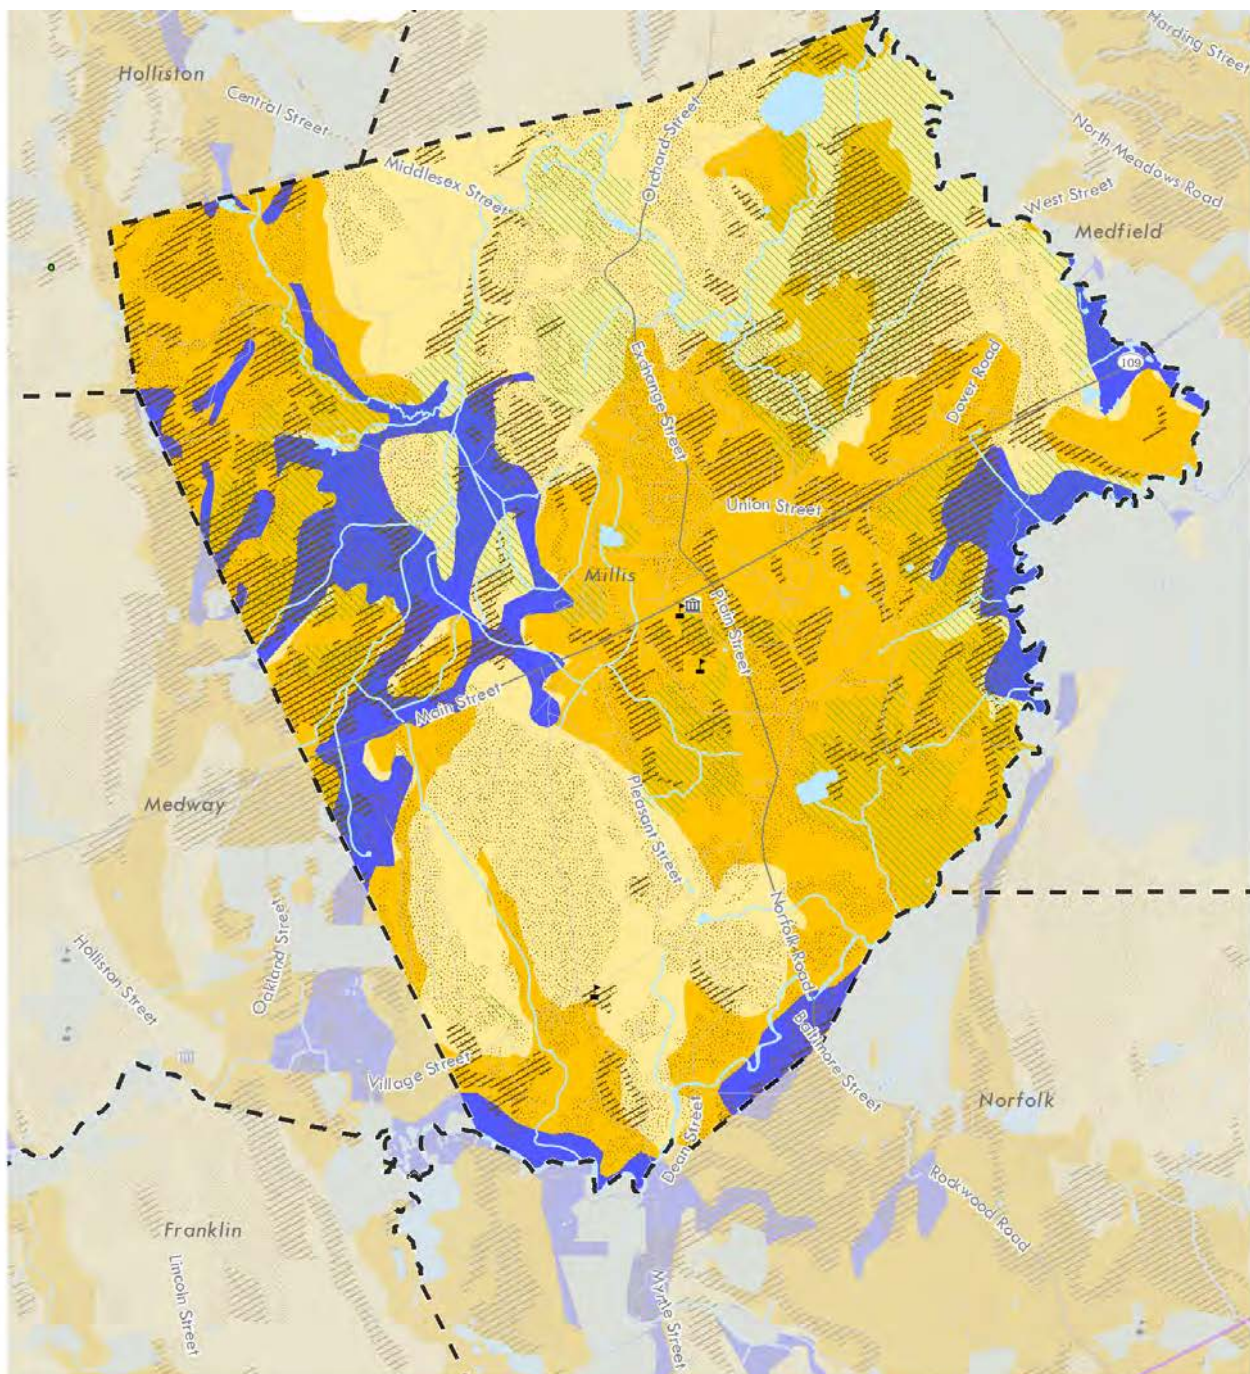 Harding Street
Holliston
Central Street
North Meadows Road
Orchard Street
Middlesex Street
West Street
Medfield
109
Exchange Street
Dover Road
Union Street
Millis
Plain Street
Main Street
Pleasant Street
Medway
Oakland Street
Holliston Street
Norfolk Road
Baltimore Street
Village Street
Norfolk
Dean Street
Rockwood Road
Franklin
Lincoln Street
Myrtle Street